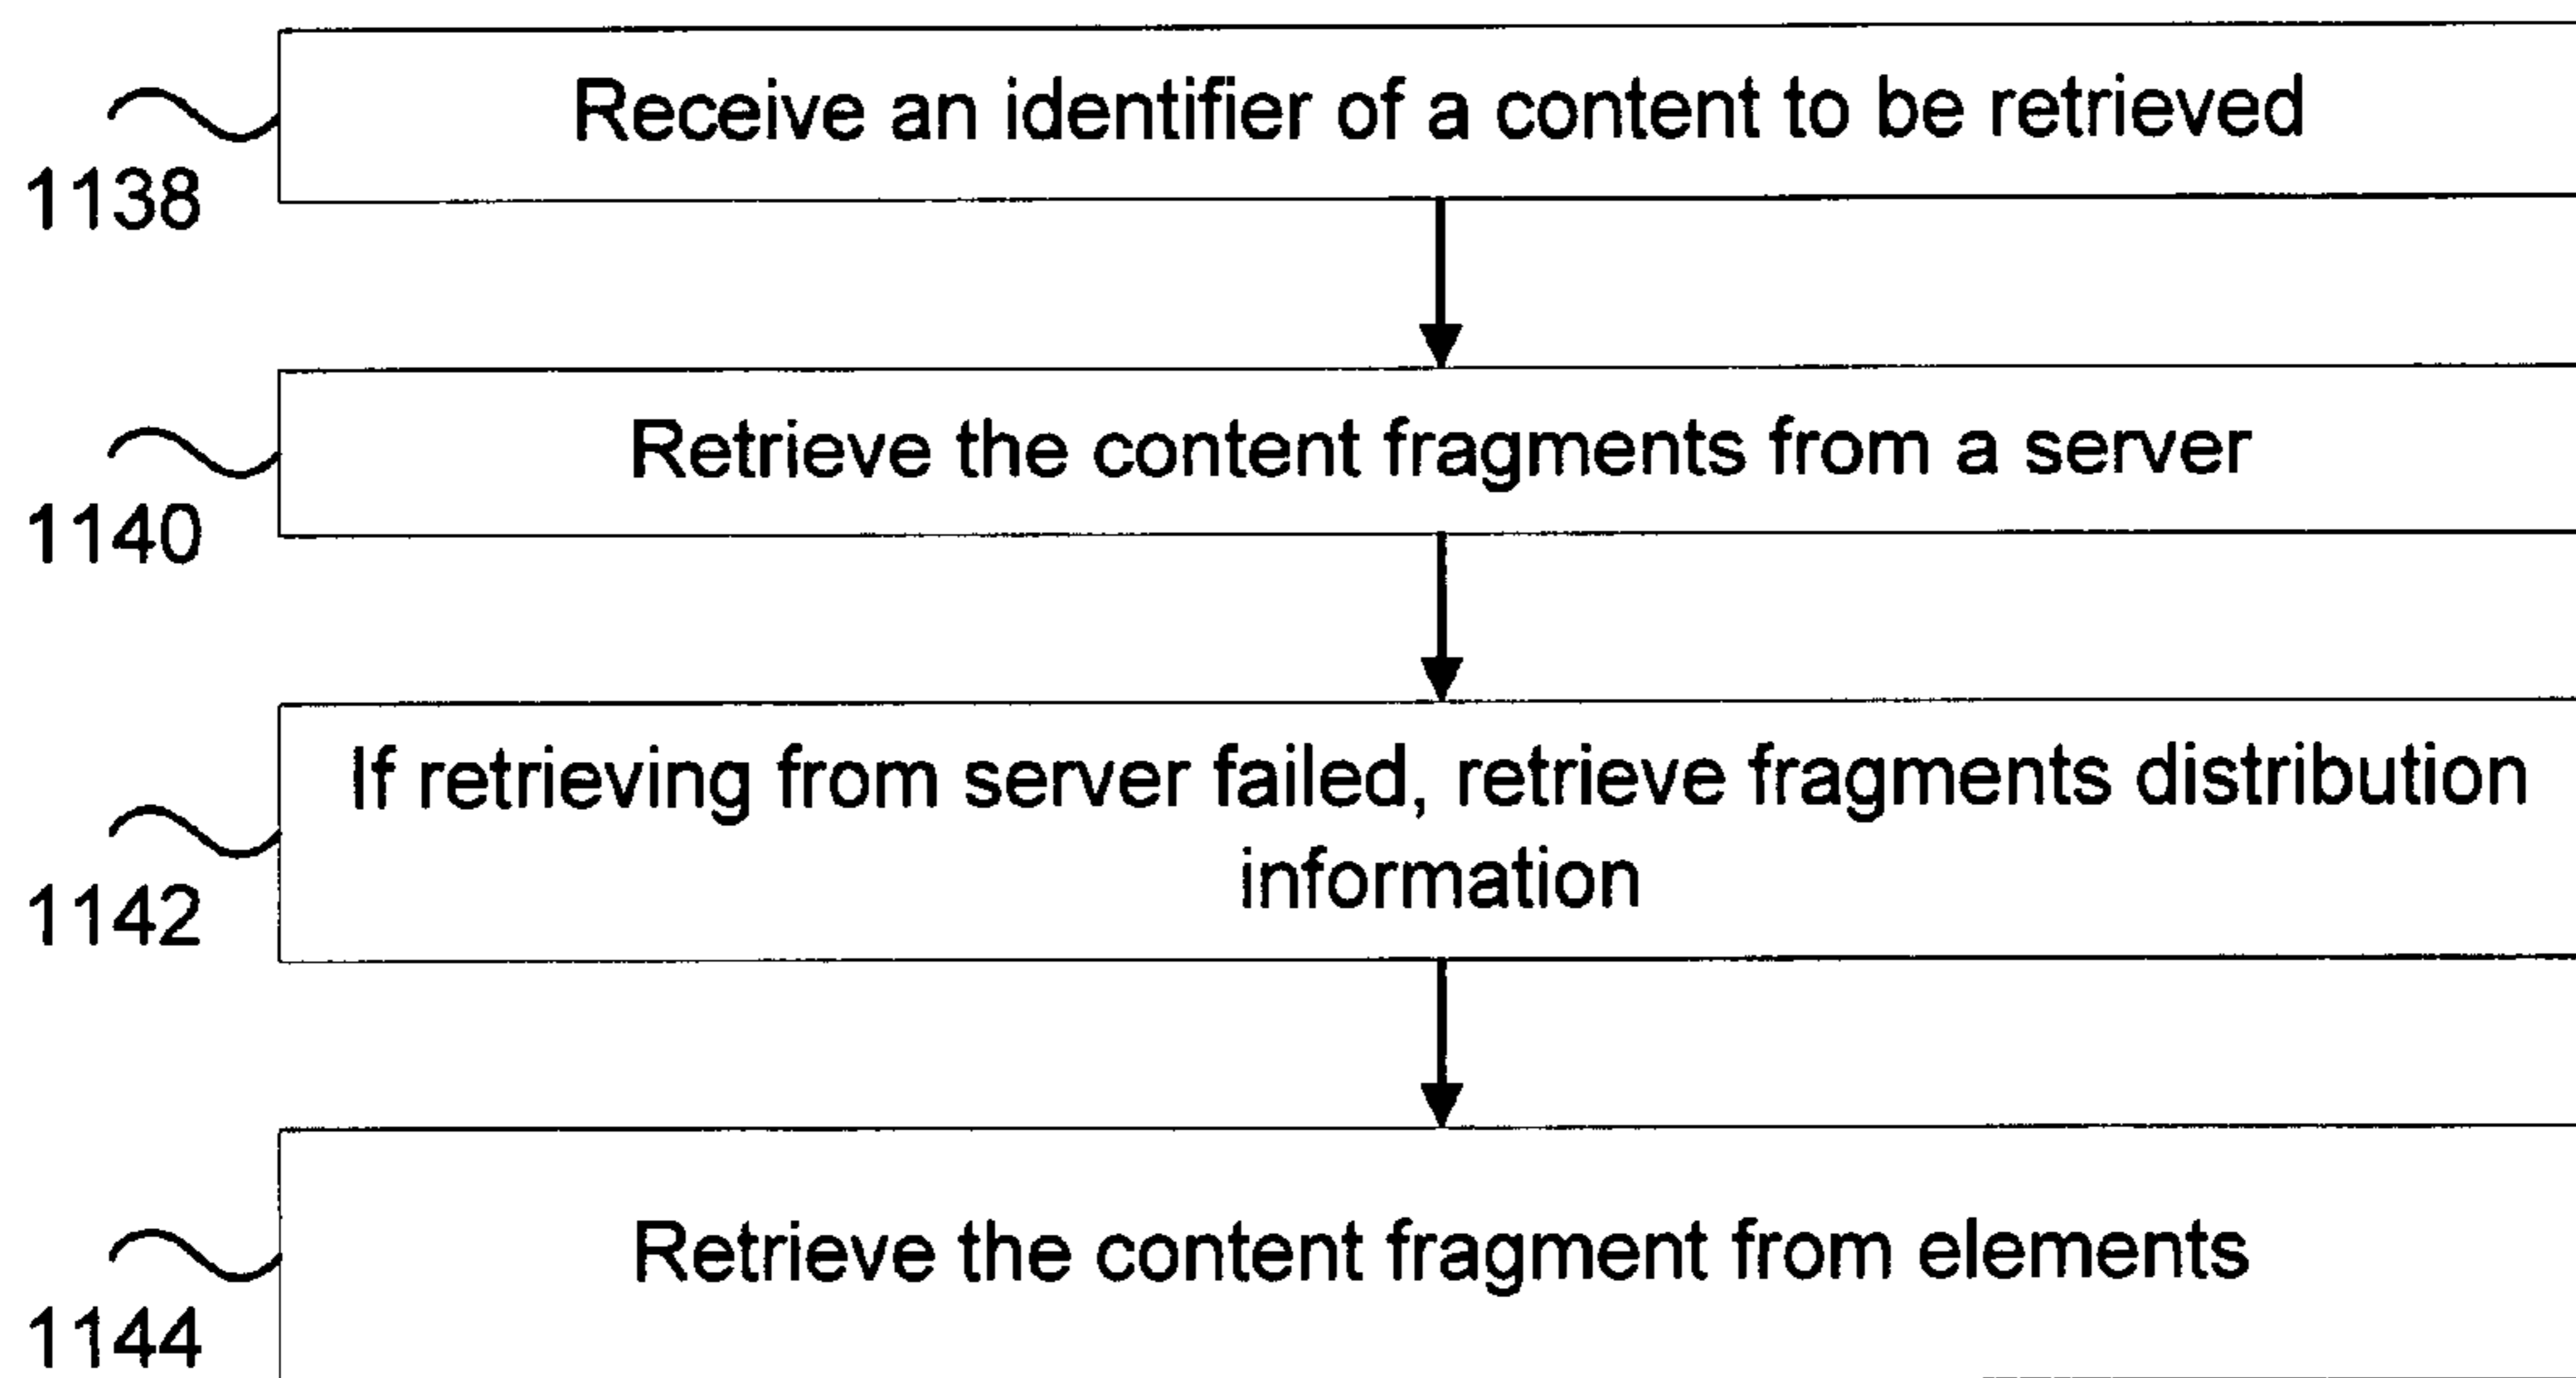 Receive an identifier of a content to be retrieved
1138
Retrieve the content fragments from a server
1140
If retrieving from server failed, retrieve fragments distribution
information
1142
Retrieve the content fragment from elements
1144